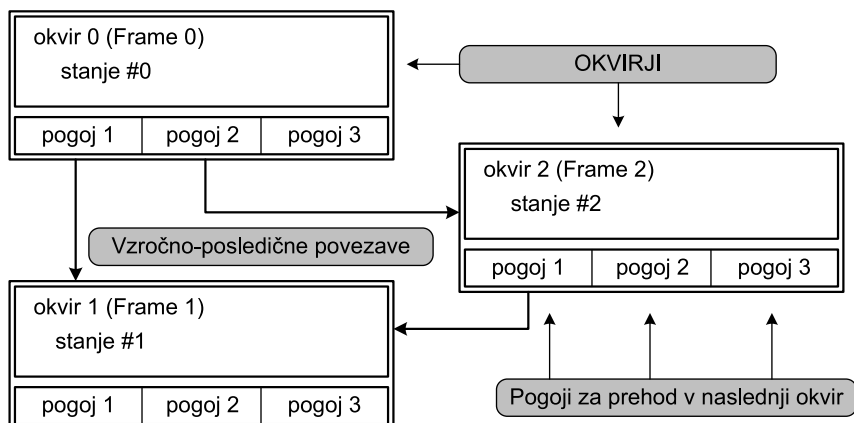 okvir 0 (Frame 0)
stanje #0
pogoj 1 pogoj 2 pogoj 3
OKVIRJI
okvir 2 (Frame 2)
stanje #2
pogoj 1 pogoj 2 pogoj 3
Vzročno-posledične povezave
okvir 1 (Frame 1)
stanje #1
pogoj 1 pogoj 2 pogoj 3
Pogoji za prehod v naslednji okvir